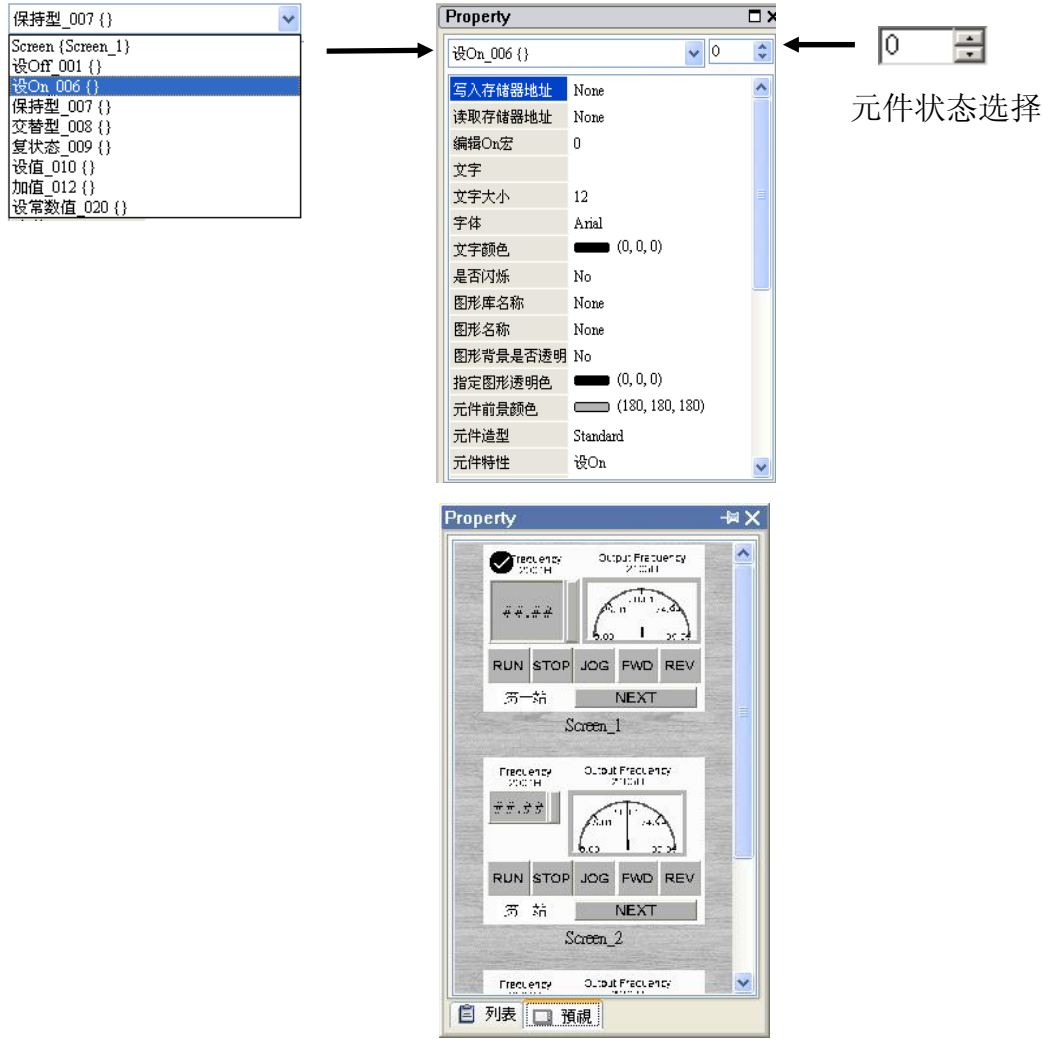 保持型_007 {}
Screen {Screen_1}
设Off_001 {}
设On_006 {}
保持型_007 {}
交替型_008 {}
复状态_009 {}
设值_010 {}
加值_012 {}
设常数值_020 {}
Property
设On_006 {} 0
写入存储器地址 None
读取存储器地址 None
编辑On宏 0
文字
文字大小 12
字体 Arial
文字颜色 (0, 0, 0)
是否闪烁 No
图形库名称 None
图形名称 None
图形背景是否透明 No
指定图形透明色 (0, 0, 0)
元件前景颜色 (180, 180, 180)
元件造型 Standard
元件特性 设On
0
元件状态选择
Property
Frequency Output Frequency
##.##
RUN STOP JOG FWD REV
NEXT
Screen_1
Frequency Output Frequency
##.##
RUN STOP JOG FWD REV
NEXT
Screen_2
Frequency Output Frequency
列表 預視